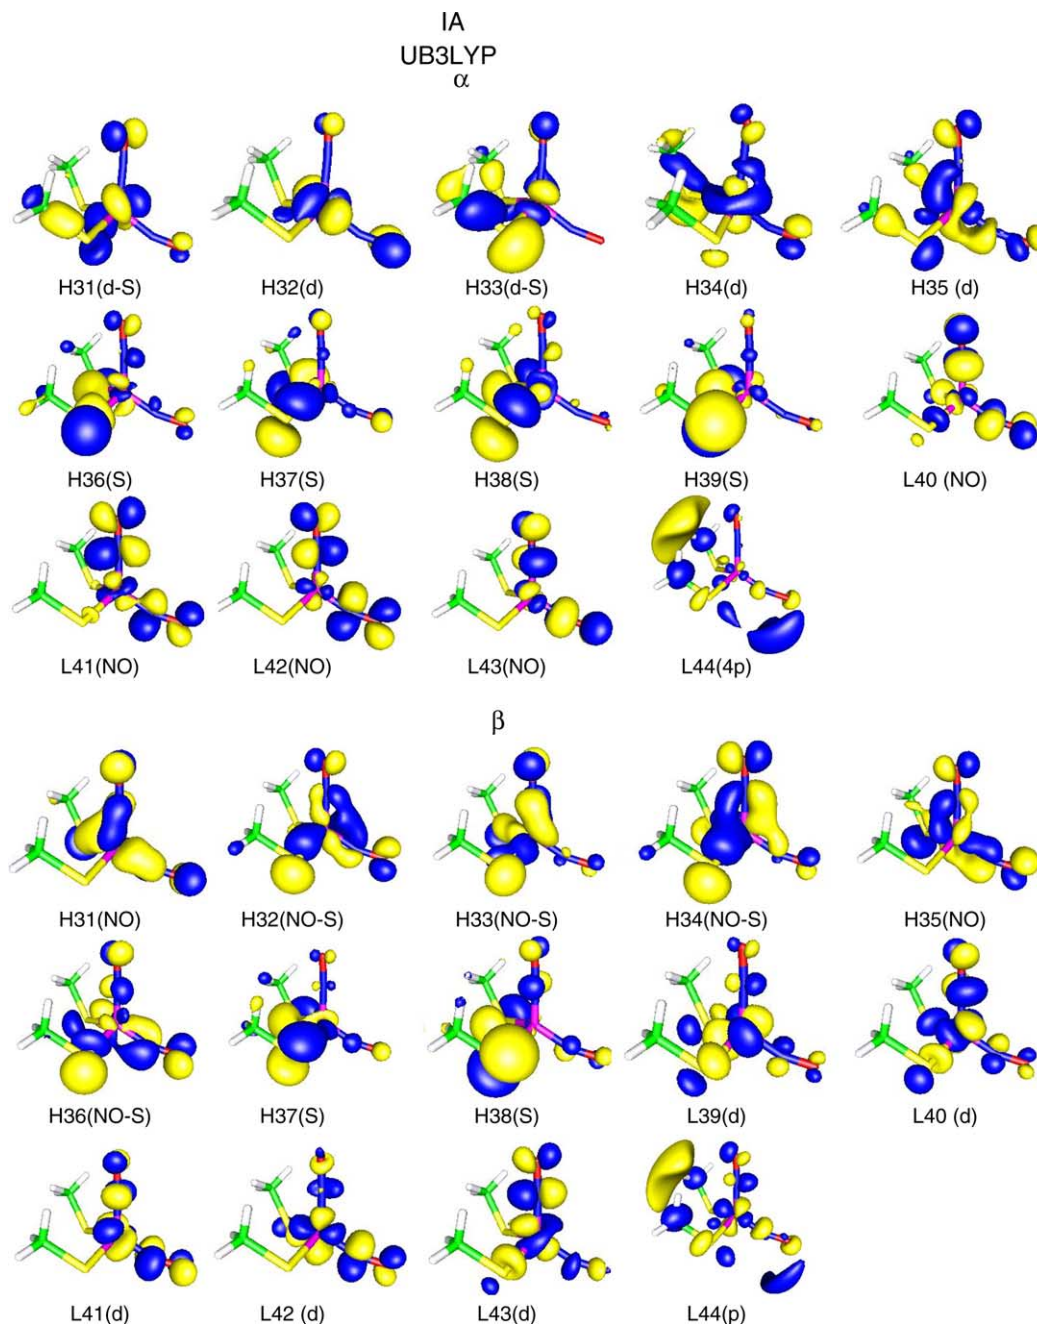 IA
UB3LYP
α
H31(d-S) H32(d) H33(d-S) H34(d) H35 (d)
H36(S) H37(S) H38(S) H39(S) L40 (NO)
L41(NO) L42(NO) L43(NO) L44(4p)
β
H31(NO) H32(NO-S) H33(NO-S) H34(NO-S) H35(NO)
H36(NO-S) H37(S) H38(S) L39(d) L40 (d)
L41(d) L42 (d) L43(d) L44(p)